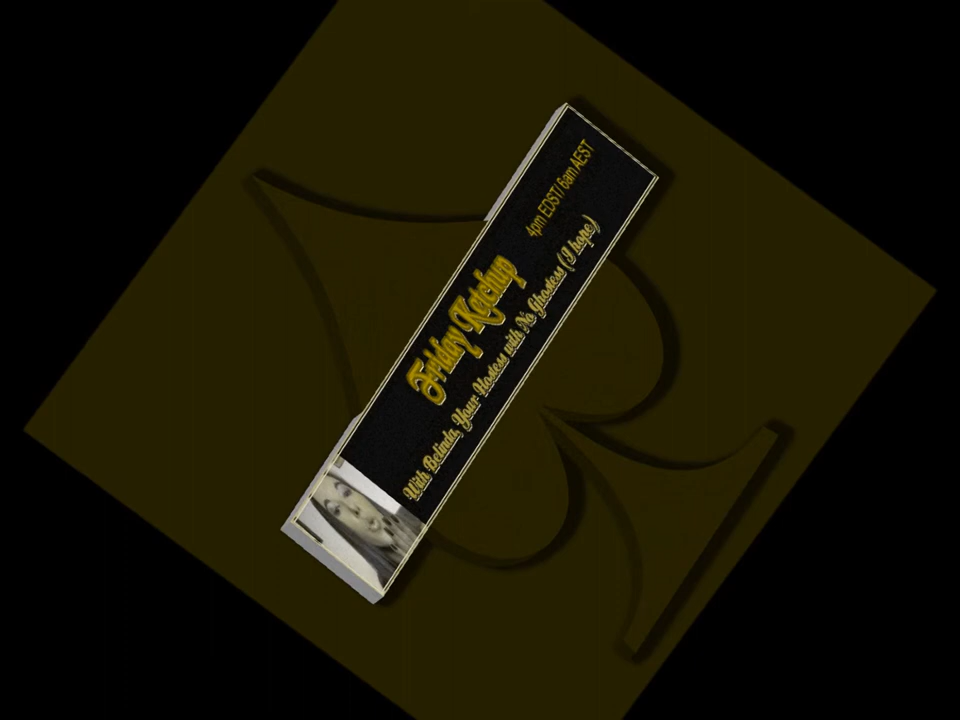 Friday Ketchup
With Belinda, Your Hostess with No Ghostess (I hope)
4pm EDST/ 6am AEST